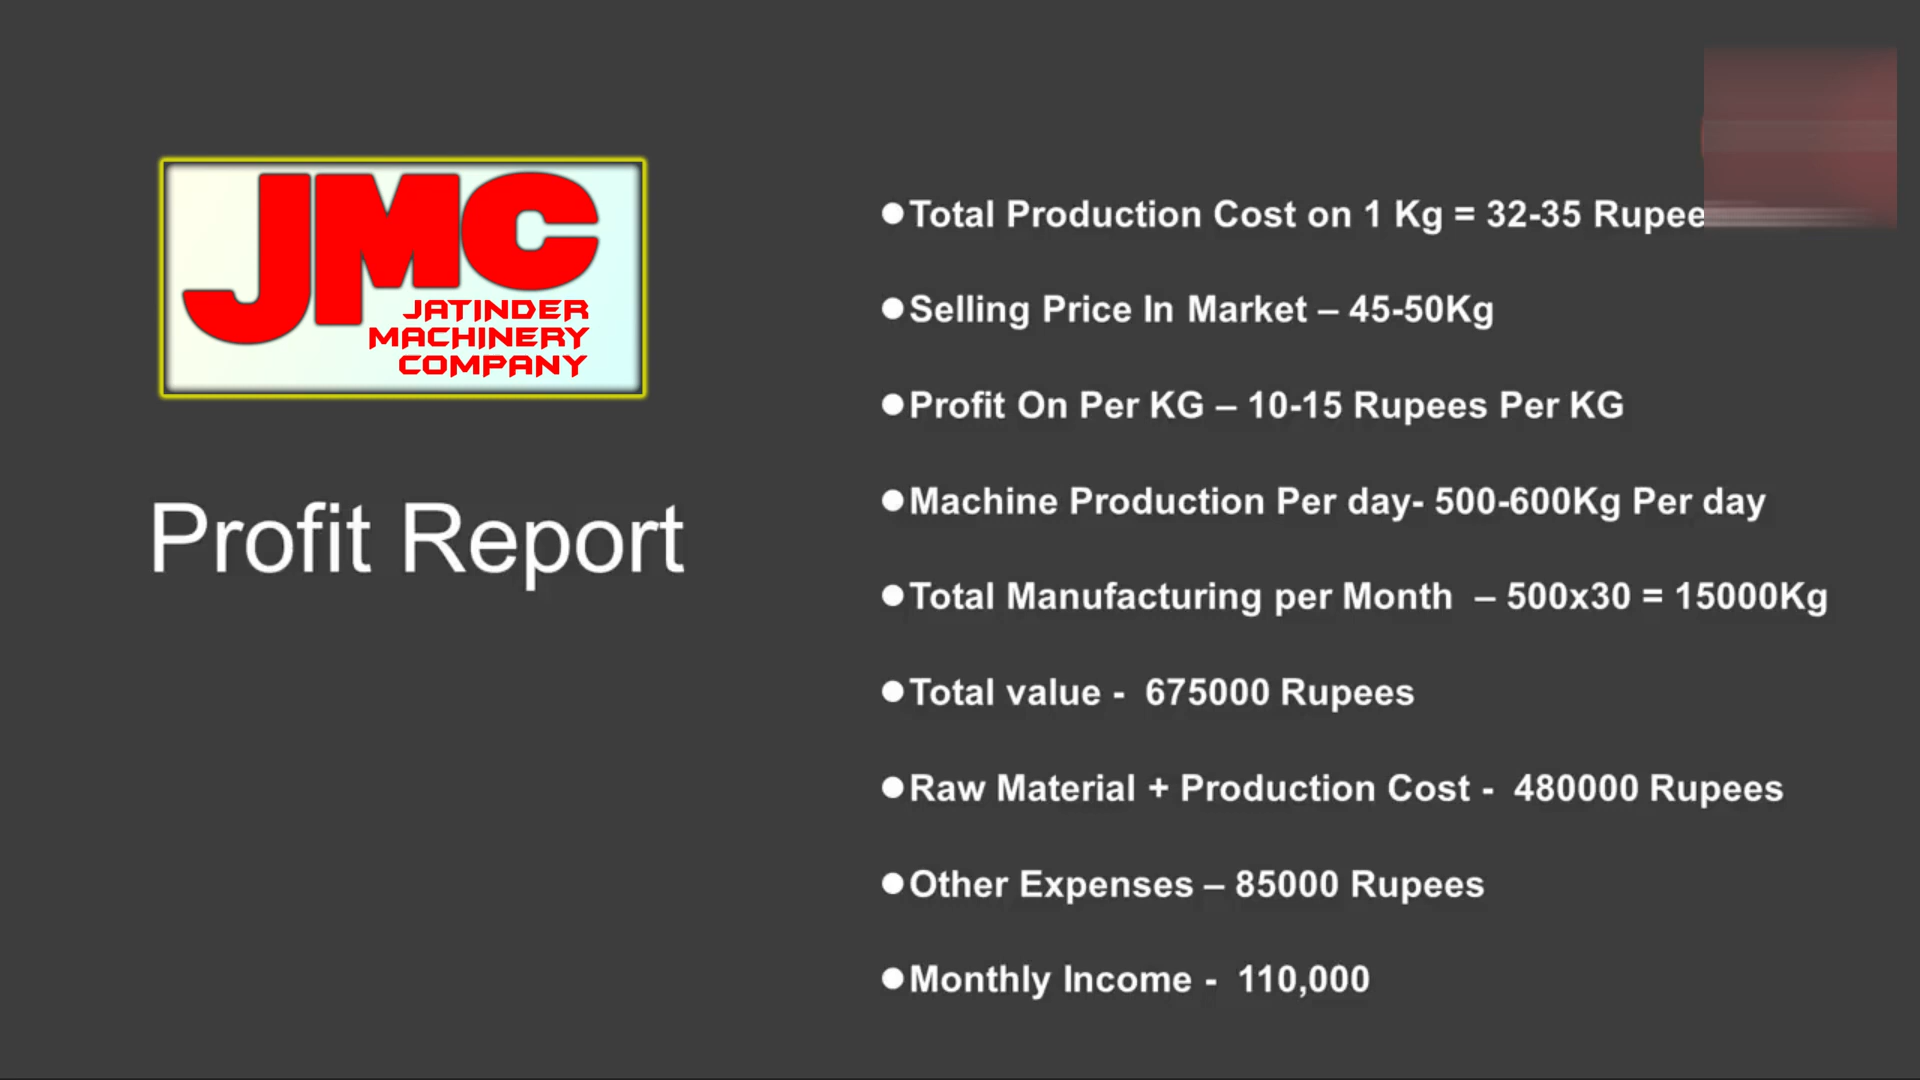 JMC
JATINDER
MACHINERY
COMPANY
Profit Report
●Total Production Cost on 1 Kg = 32-35 Rupee
●Selling Price In Market – 45-50Kg
●Profit On Per KG – 10-15 Rupees Per KG
●Machine Production Per day- 500-600Kg Per day
●Total Manufacturing per Month – 500x30 = 15000Kg
●Total value - 675000 Rupees
●Raw Material + Production Cost - 480000 Rupees
●Other Expenses – 85000 Rupees
●Monthly Income - 110,000